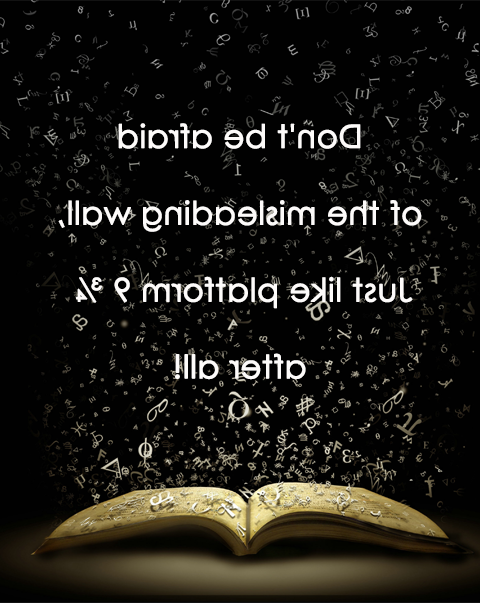 Don't be afraid
of the misleading wall,
Just like platform 9 ¾
after all!